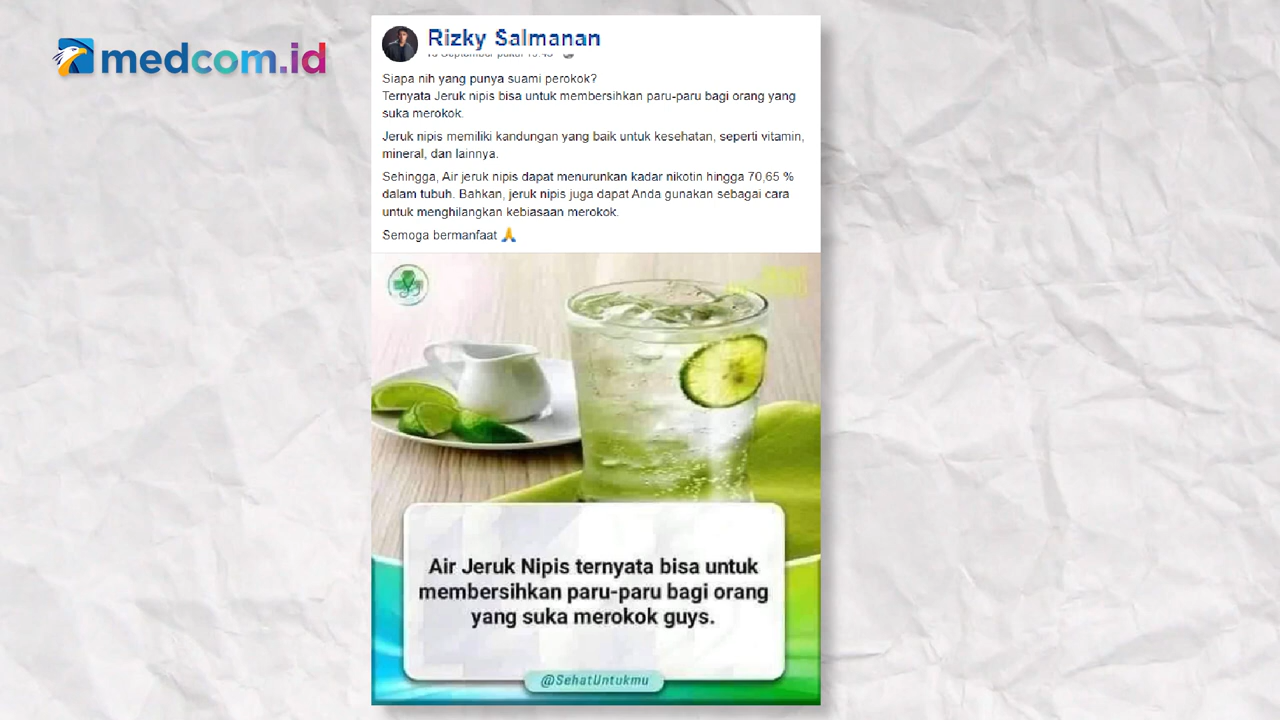 medcom.id
Rizky Salmanan
Siapa nih yang punya suami perokok?
Ternyata Jeruk nipis bisa untuk membersihkan paru-paru bagi orang yang
suka merokok.
Jeruk nipis memiliki kandungan yang baik untuk kesehatan, seperti vitamin,
mineral, dan lainnya.
Sehingga, Air jeruk nipis dapat menurunkan kadar nikotin hingga 70,65 %
dalam tubuh. Bahkan, jeruk nipis juga dapat Anda gunakan sebagai cara
untuk menghilangkan kebiasaan merokok.
Semoga bermanfaat 🙏
Air Jeruk Nipis ternyata bisa untuk
membersihkan paru-paru bagi orang
yang suka merokok guys.
@SehatUntukmu